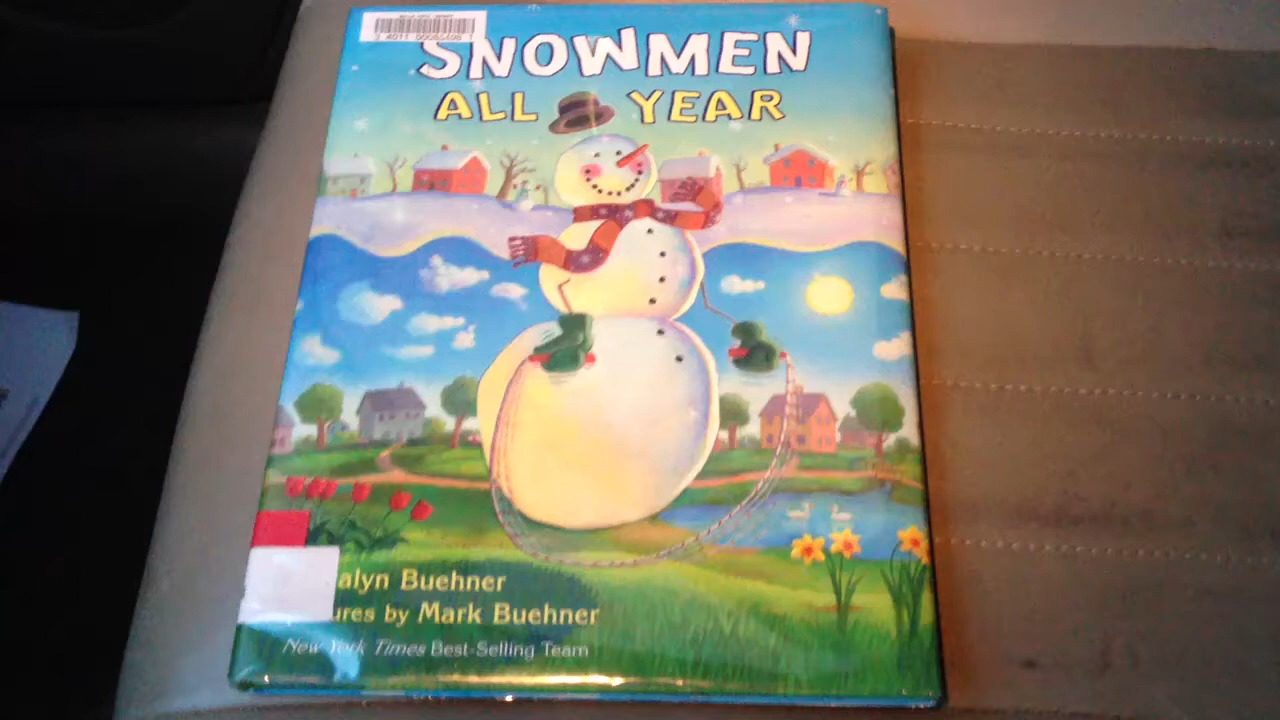 SNOWMEN
ALL YEAR
alyn Buehner
ures by Mark Buehner
New York Times Best-Selling Team